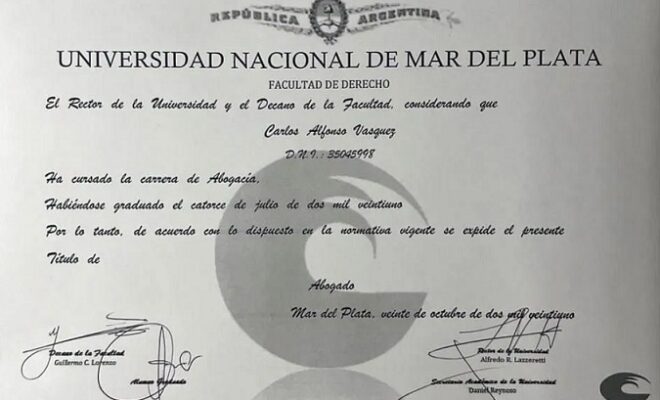 REPÚBLICA ARGENTINA
UNIVERSIDAD NACIONAL DE MAR DEL PLATA
FACULTAD DE DERECHO
El Rector de la Universidad y el Decano de la Facultad, considerando que
Carlos Alfonso Vasquez
D.N.I.: 35045998
Ha cursado la carrera de Abogacía,
Habiéndose graduado el catorce de julio de dos mil veintiuno
Por lo tanto, de acuerdo con lo dispuesto en la normativa vigente se expide el presente
Título de
Abogado
Mar del Plata, veinte de octubre de dos mil veintiuno
Decano de la Facultad
Guillermo C. Lorenzo
Rector de la Universidad
Alfredo R. Lazzeretti
Alumno Graduado
Secretario Académico de la Universidad
Daniel Reynoso